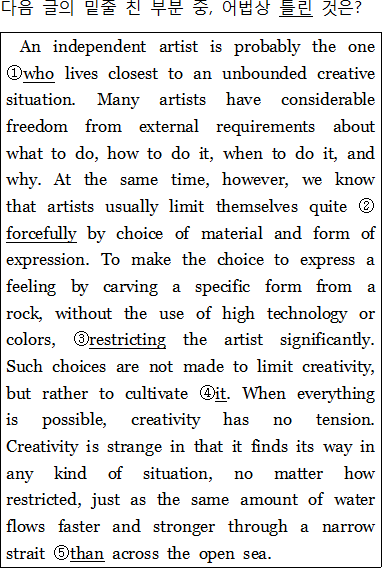 다음 글의 밑줄 친 부분 중, 어법상 틀린 것은?
An independent artist is probably the one
①who lives closest to an unbounded creative
situation. Many artists have considerable
freedom from external requirements about
what to do, how to do it, when to do it, and
why. At the same time, however, we know
that artists usually limit themselves quite ②
forcefully by choice of material and form of
expression. To make the choice to express a
feeling by carving a specific form from a
rock, without the use of high technology or
colors, ③restricting the artist significantly.
Such choices are not made to limit creativity,
but rather to cultivate ④it. When everything
is possible, creativity has no tension.
Creativity is strange in that it finds its way in
any kind of situation, no matter how
restricted, just as the same amount of water
flows faster and stronger through a narrow
strait ⑤than across the open sea.